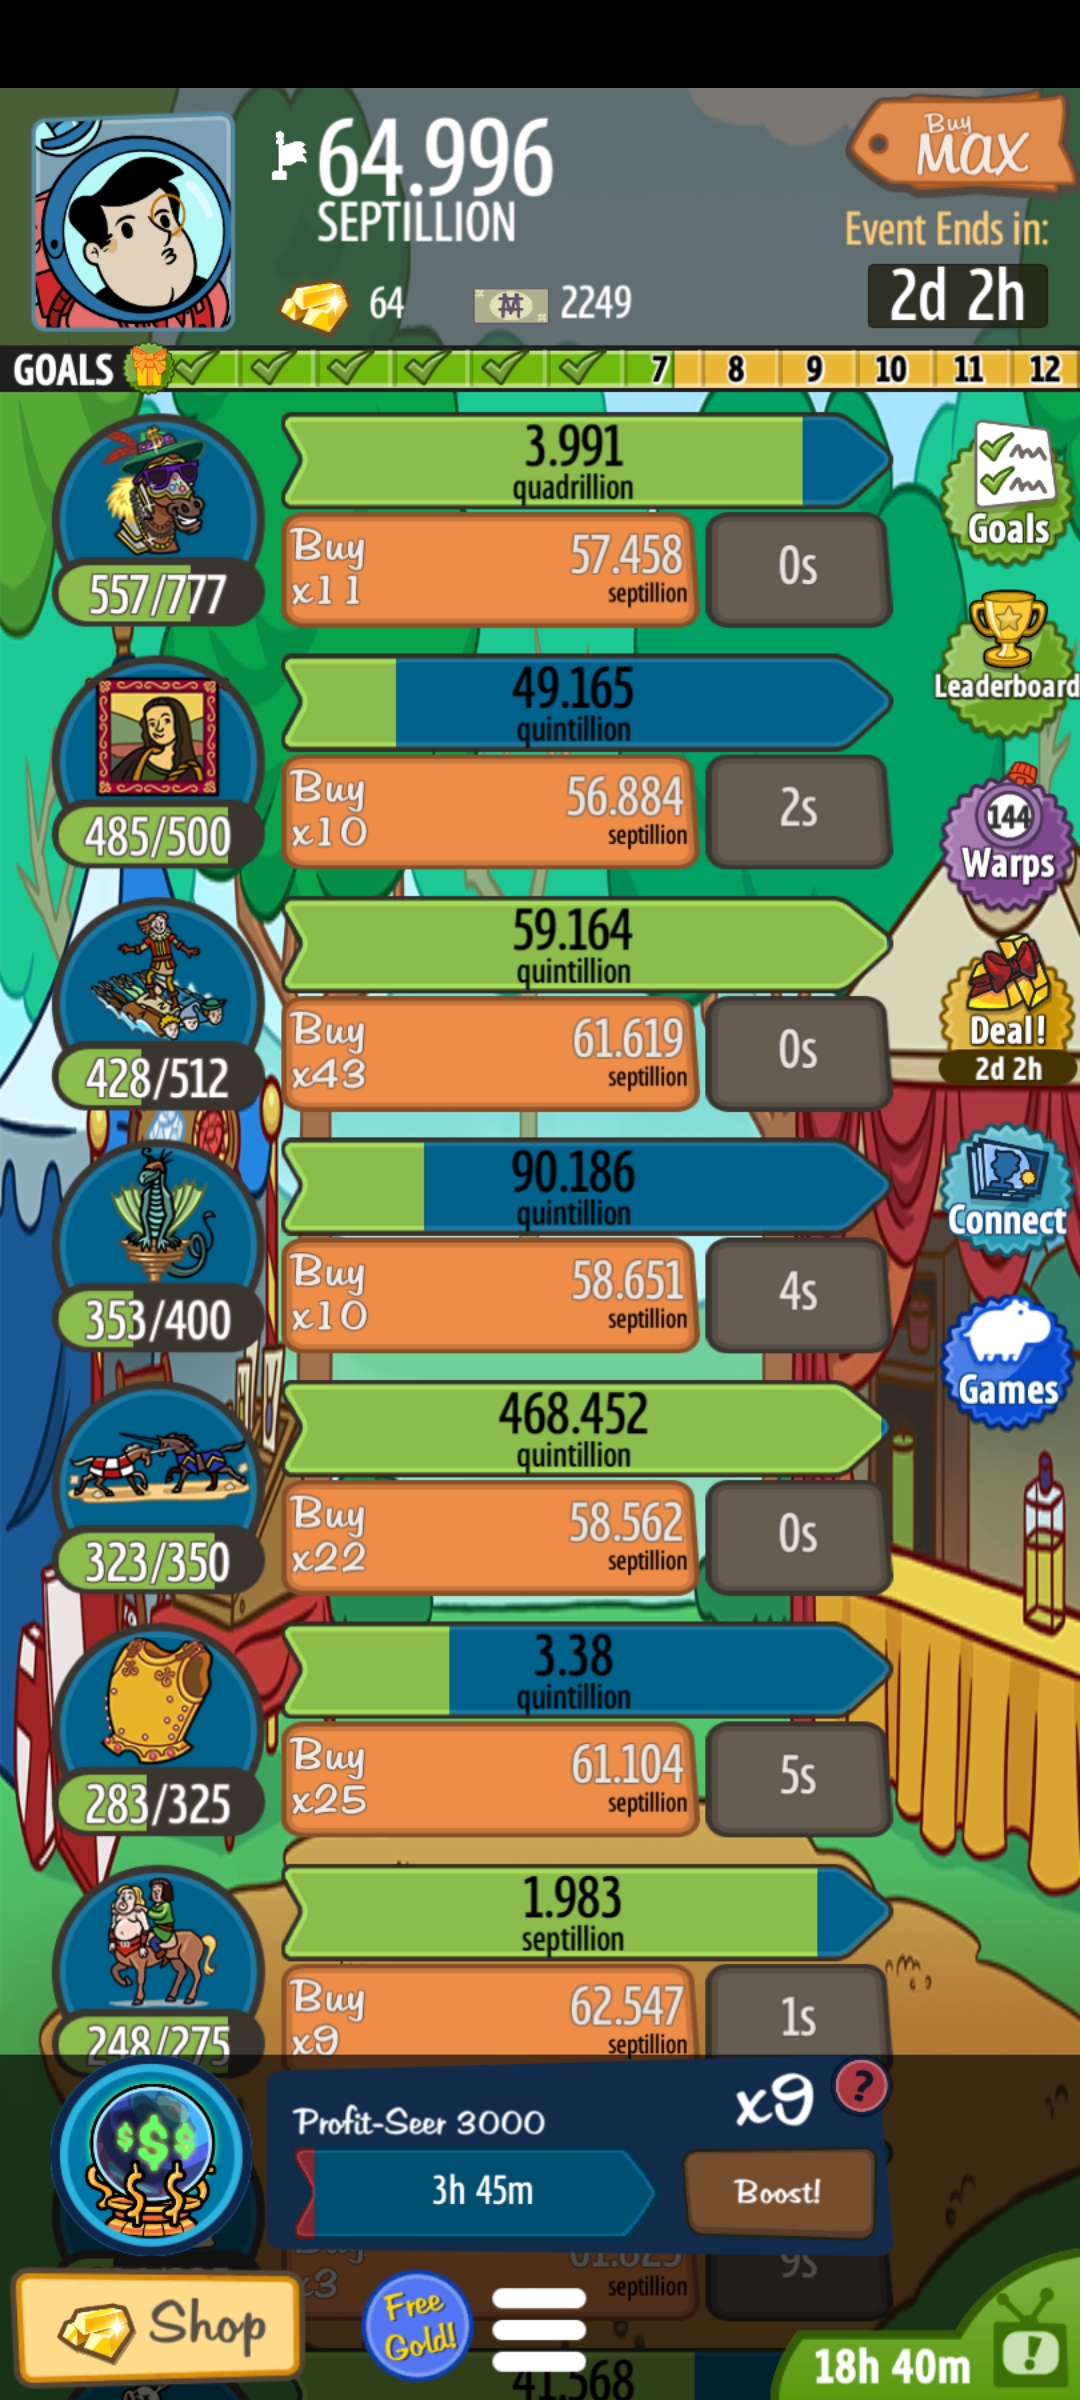 64.996
SEPTILLION
Buy
MAX
Event Ends in:
2d 2h
64
2249
GOALS
7
8
9
10
11
12
3.991
quadrillion
Buy
x11
57.458
septillion
0s
557/777
Goals
49.165
quintillion
Buy
x10
56.884
septillion
2s
485/500
Leaderboard
144
Warps
59.164
quintillion
Buy
x43
61.619
septillion
0s
428/512
Deal!
2d 2h
90.186
quintillion
Buy
x10
58.651
septillion
4s
353/400
Connect
Games
468.452
quintillion
Buy
x22
58.562
septillion
0s
323/350
3.38
quintillion
Buy
x25
61.104
septillion
5s
283/325
1.983
septillion
Buy
x9
62.547
septillion
1s
248/275
$$$
Profit-Seer 3000
x9
?
3h 45m
Boost!
x3
septillion
9s
Shop
Free
Gold!
41.568
18h 40m
!